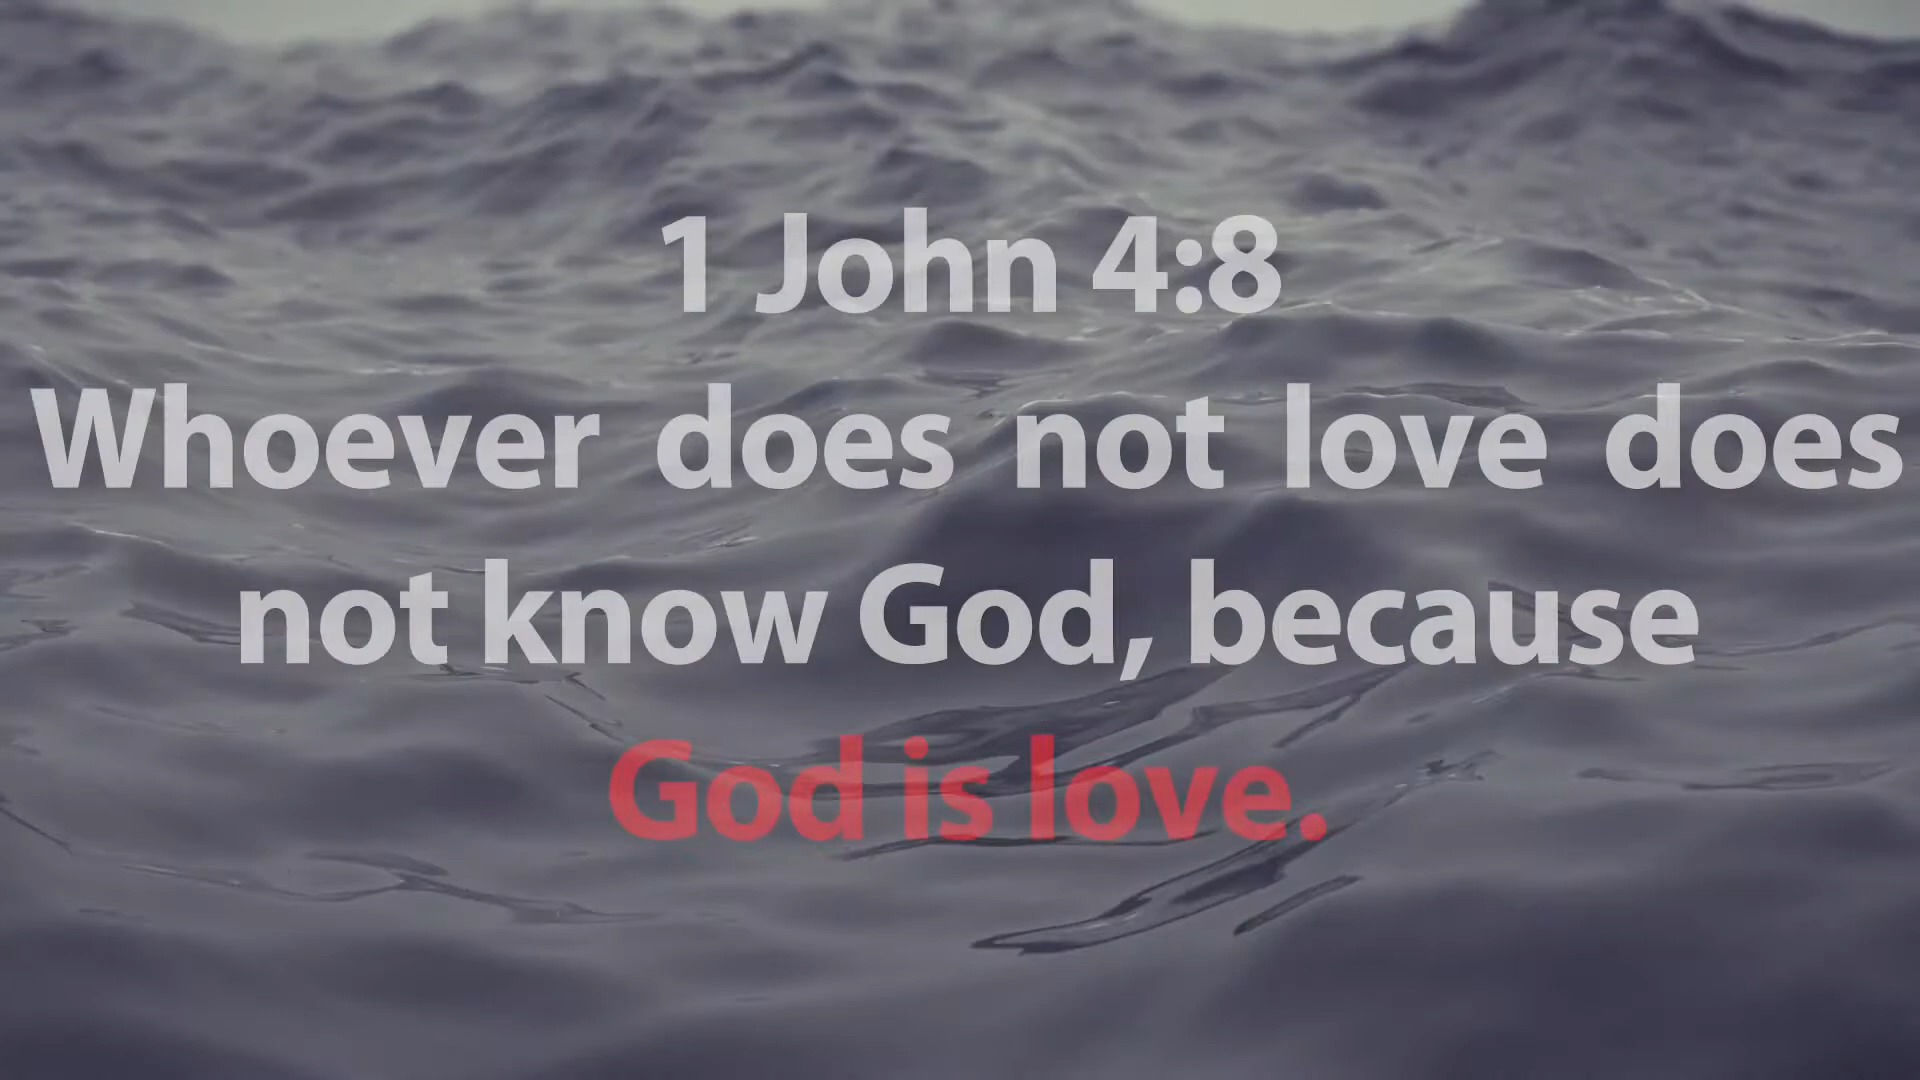 1 John 4:8
Whoever does not love does
not know God, because
God is love.